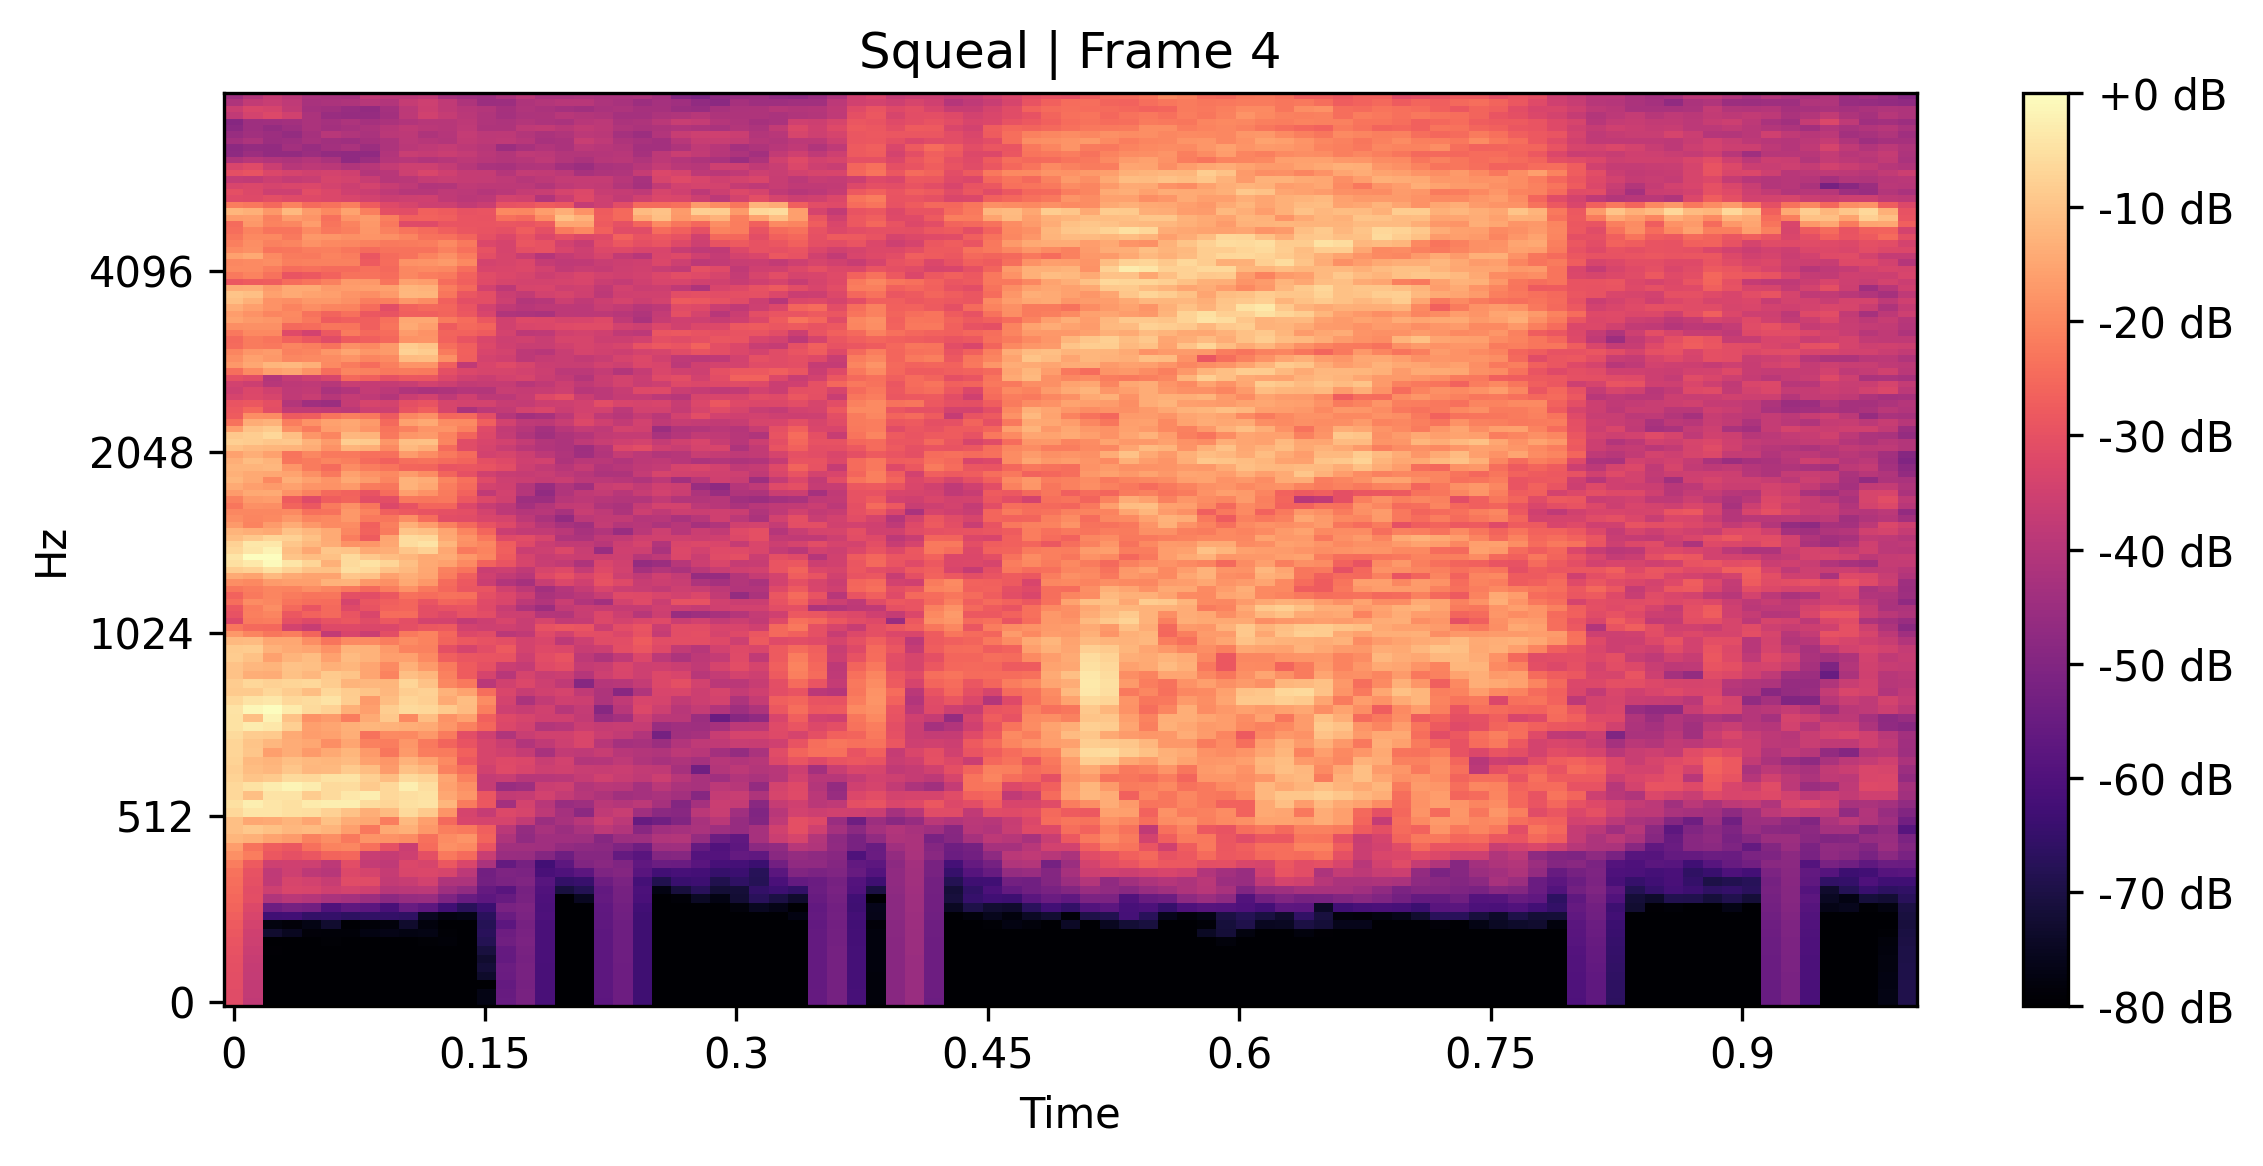 Squeal | Frame 4
Hz
4096
2048
1024
512
0
0 0.15 0.3 0.45 0.6 0.75 0.9
Time
+0 dB
-10 dB
-20 dB
-30 dB
-40 dB
-50 dB
-60 dB
-70 dB
-80 dB